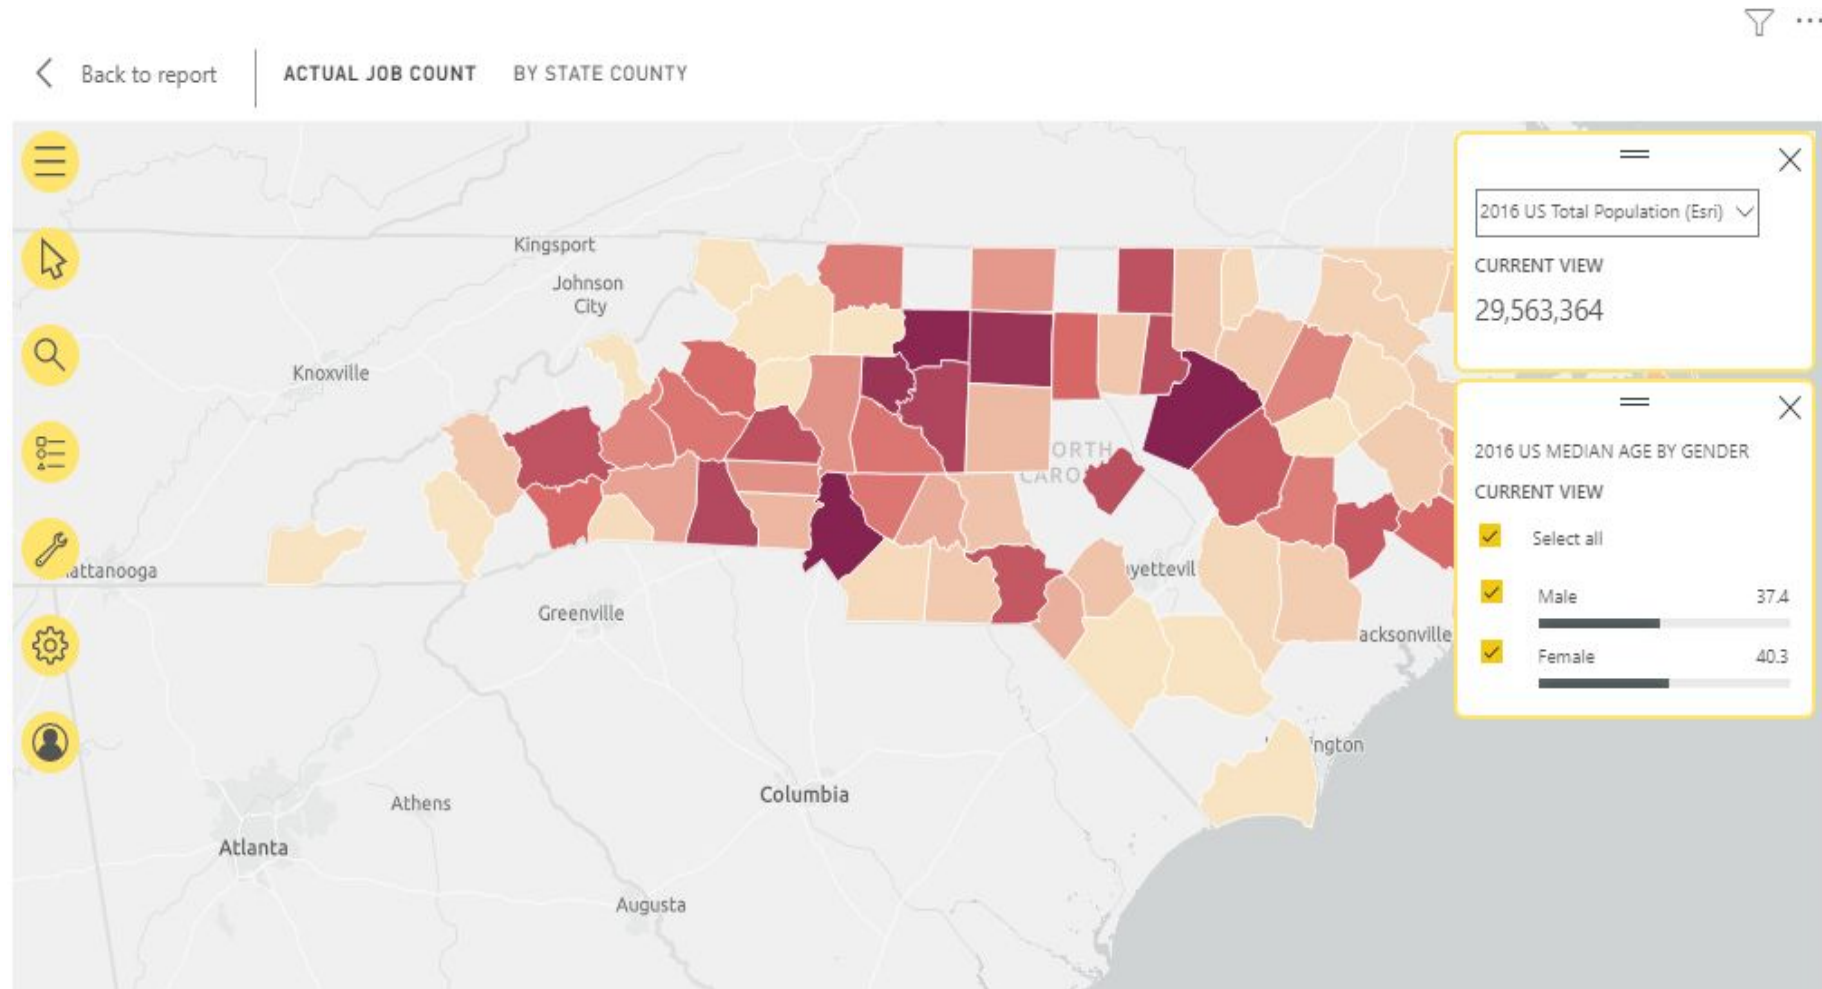 Back to report
ACTUAL JOB COUNT BY STATE COUNTY
2016 US Total Population (Esri)
CURRENT VIEW
29,563,364
2016 US MEDIAN AGE BY GENDER
CURRENT VIEW
Select all
Male 37.4
Female 40.3
Kingsport
Johnson
City
Knoxville
ORTH
CARO
attanooga
yettevil
Greenville
acksonville
ngton
Columbia
Athens
Atlanta
Augusta